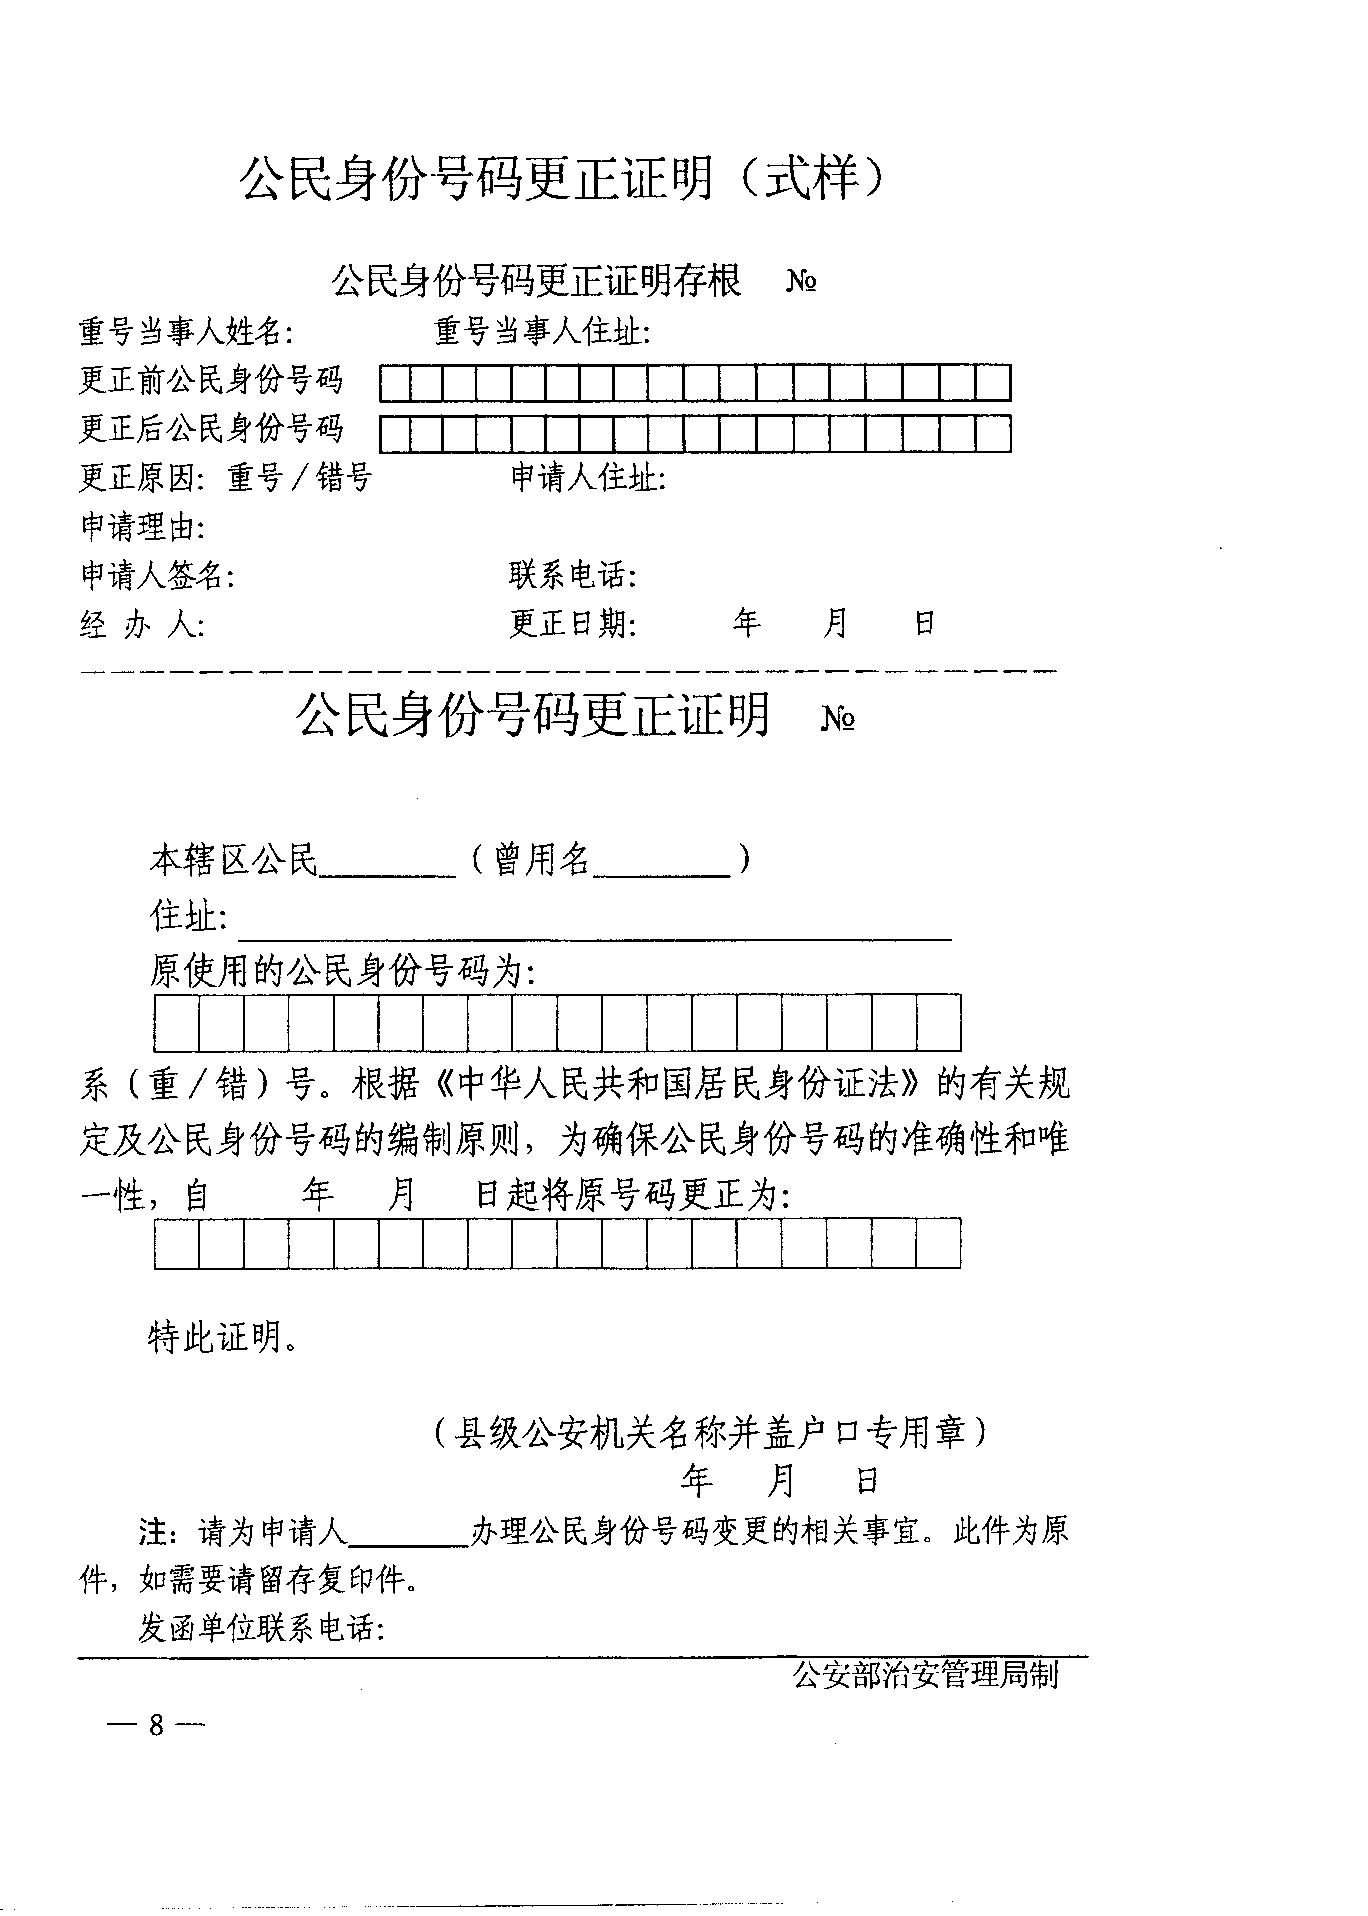 公民身份号码更正证明（式样）
公民身份号码更正证明存根 №
重号当事人姓名： 重号当事人住址：
更正前公民身份号码
更正后公民身份号码
更正原因：重号／错号 申请人住址：
申请理由：
申请人签名： 联系电话：
经 办 人： 更正日期： 年 月 日
公民身份号码更正证明 №
本辖区公民________（曾用名________）
住址：
原使用的公民身份号码为：
系（重／错）号。根据《中华人民共和国居民身份证法》的有关规
定及公民身份号码的编制原则，为确保公民身份号码的准确性和唯
一性，自 年 月 日起将原号码更正为：
特此证明。
（县级公安机关名称并盖户口专用章）
年 月 日
注：请为申请人_______办理公民身份号码变更的相关事宜。此件为原
件，如需要请留存复印件。
发函单位联系电话：
公安部治安管理局制
— 8 —